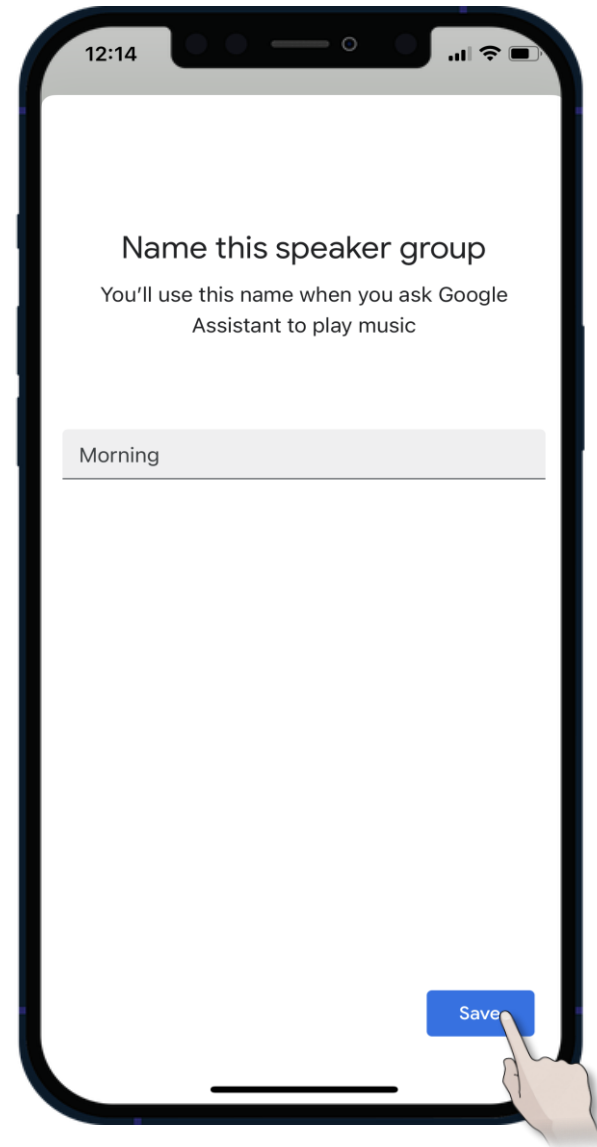 12:14
Name this speaker group
You’ll use this name when you ask Google
Assistant to play music
Morning
Save